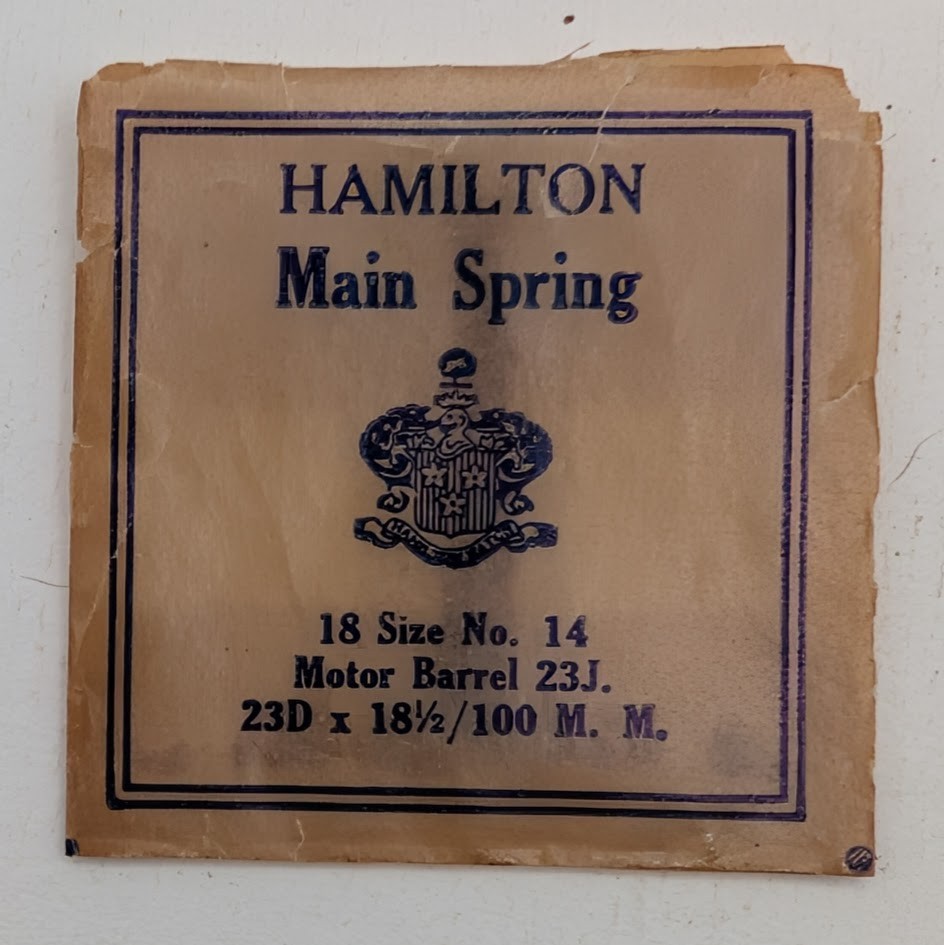 HAMILTON
Main Spring
18 Size No. 14
Motor Barrel 23J.
23D x 18½/100 M. M.